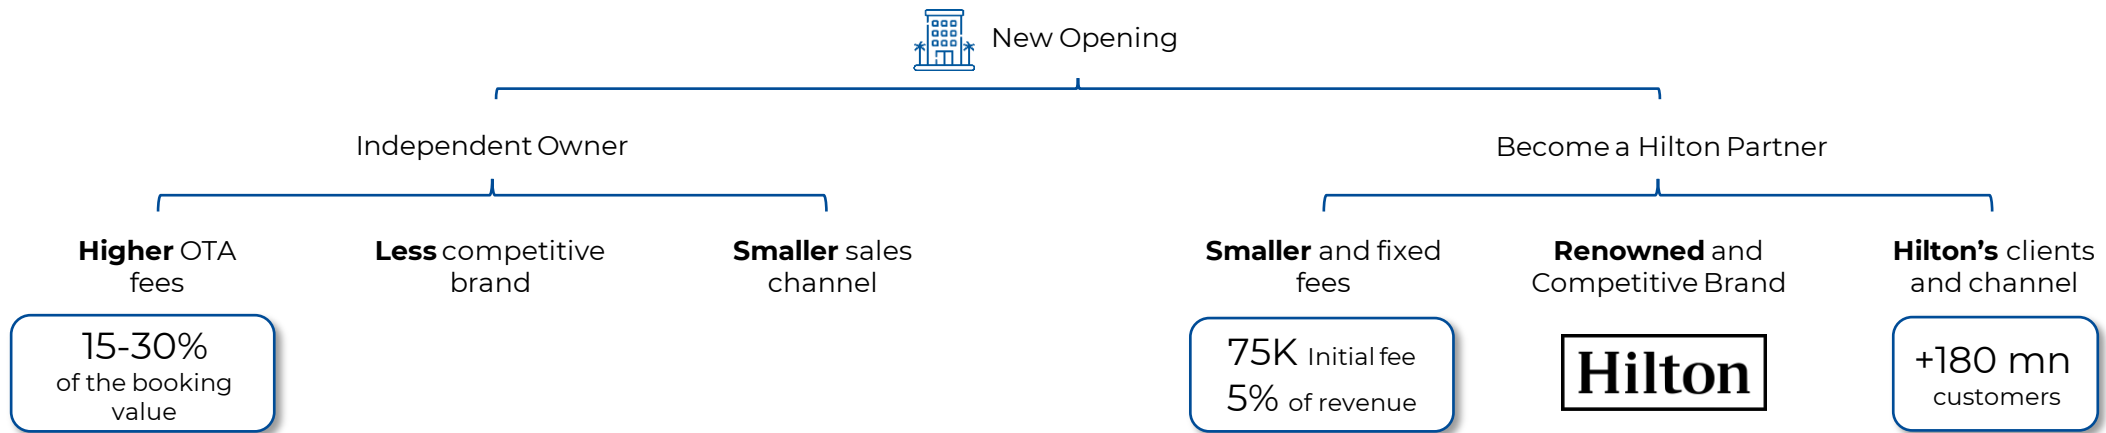 New Opening
Independent Owner
Become a Hilton Partner
Higher OTA
fees
Less competitive
brand
Smaller sales
channel
Smaller and fixed
fees
Renowned and
Competitive Brand
Hilton's clients
and channel
15-30%
of the booking
value
75K Initial fee
5% of revenue
Hilton
+180 mn
customers